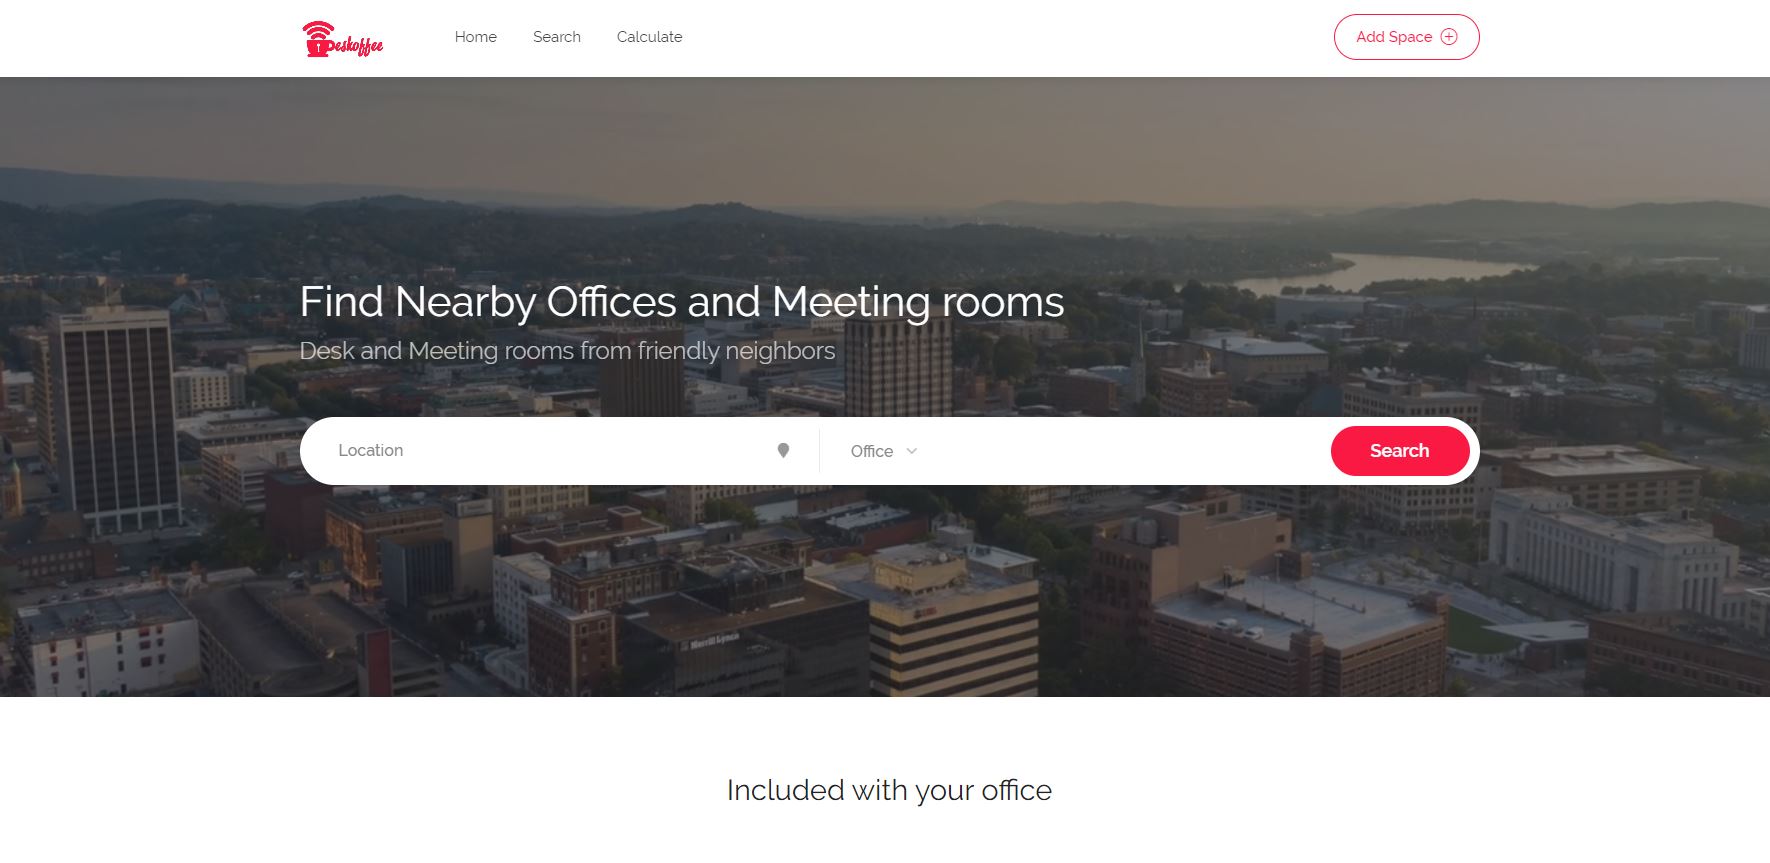 Deskoffee
Home
Search
Calculate
Add Space
Find Nearby Offices and Meeting rooms
Desk and Meeting rooms from friendly neighbors
Location
Office
Search
Merrill Lynch
Included with your office